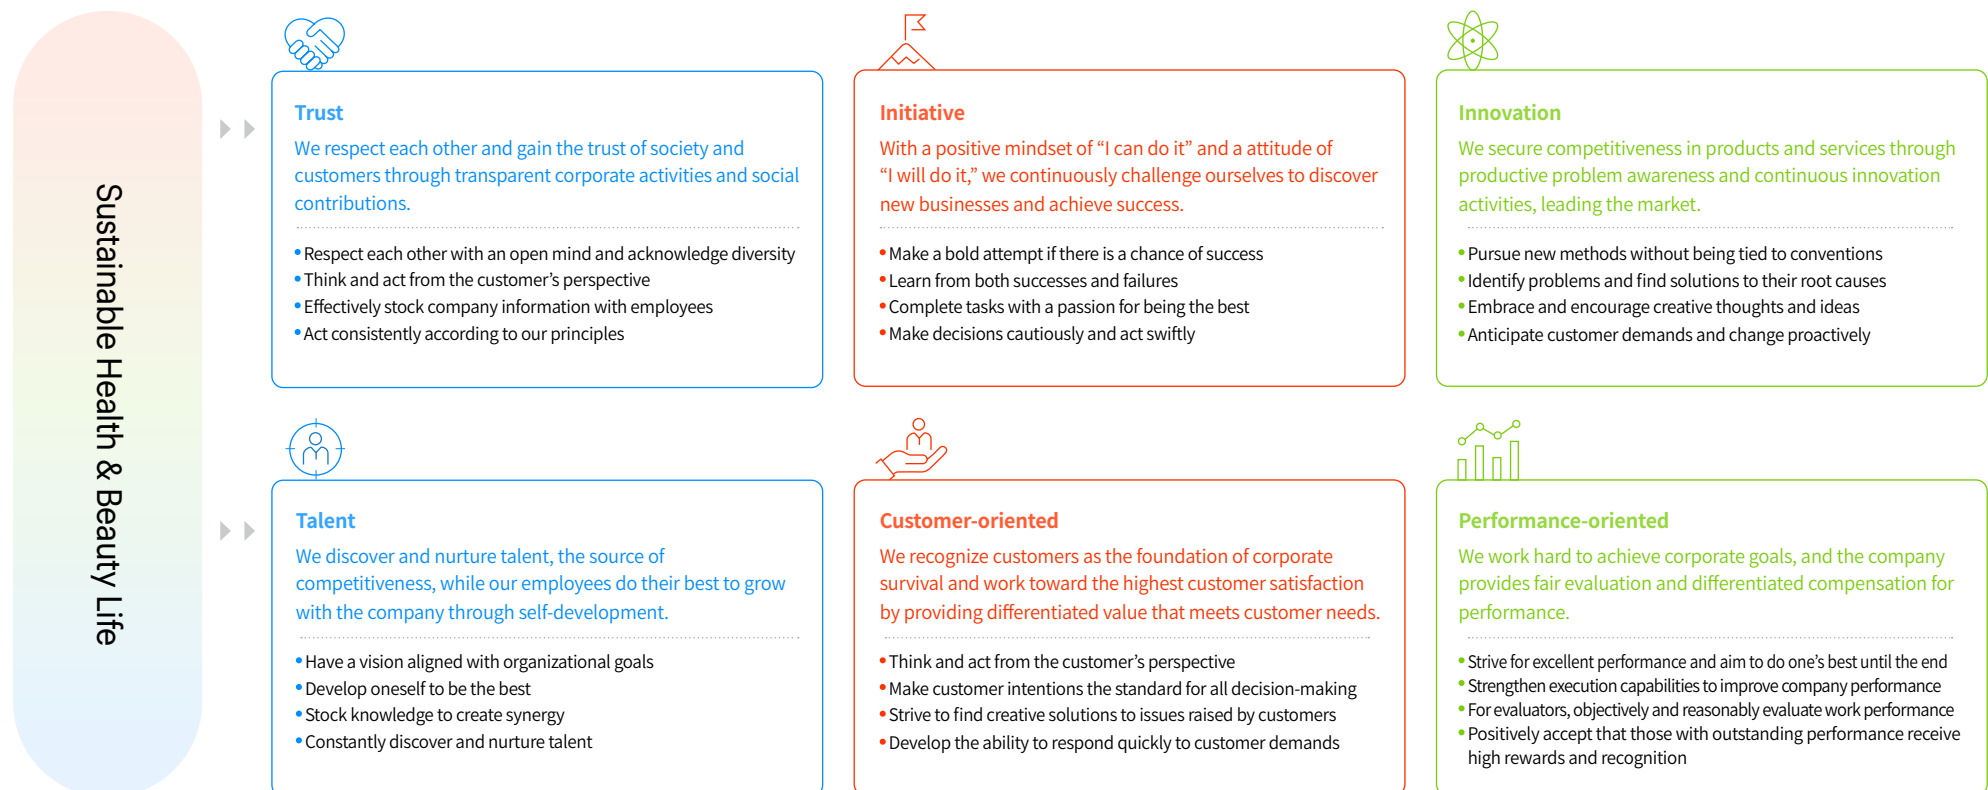 Sustainable Health & Beauty Life
Trust
We respect each other and gain the trust of society and
customers through transparent corporate activities and social
contributions.
•Respect each other with an open mind and acknowledge diversity
•Think and act from the customer’s perspective
•Effectively stock company information with employees
•Act consistently according to our principles
Initiative
With a positive mindset of “I can do it” and a attitude of
“I will do it,” we continuously challenge ourselves to discover
new businesses and achieve success.
•Make a bold attempt if there is a chance of success
•Learn from both successes and failures
•Complete tasks with a passion for being the best
•Make decisions cautiously and act swiftly
Innovation
We secure competitiveness in products and services through
productive problem awareness and continuous innovation
activities, leading the market.
•Pursue new methods without being tied to conventions
•Identify problems and find solutions to their root causes
•Embrace and encourage creative thoughts and ideas
•Anticipate customer demands and change proactively
Talent
We discover and nurture talent, the source of
competitiveness, while our employees do their best to grow
with the company through self-development.
•Have a vision aligned with organizational goals
•Develop oneself to be the best
•Stock knowledge to create synergy
•Constantly discover and nurture talent
Customer-oriented
We recognize customers as the foundation of corporate
survival and work toward the highest customer satisfaction
by providing differentiated value that meets customer needs.
•Think and act from the customer’s perspective
•Make customer intentions the standard for all decision-making
•Strive to find creative solutions to issues raised by customers
•Develop the ability to respond quickly to customer demands
Performance-oriented
We work hard to achieve corporate goals, and the company
provides fair evaluation and differentiated compensation for
performance.
•Strive for excellent performance and aim to do one’s best until the end
•Strengthen execution capabilities to improve company performance
•For evaluators, objectively and reasonably evaluate work performance
•Positively accept that those with outstanding performance receive
high rewards and recognition